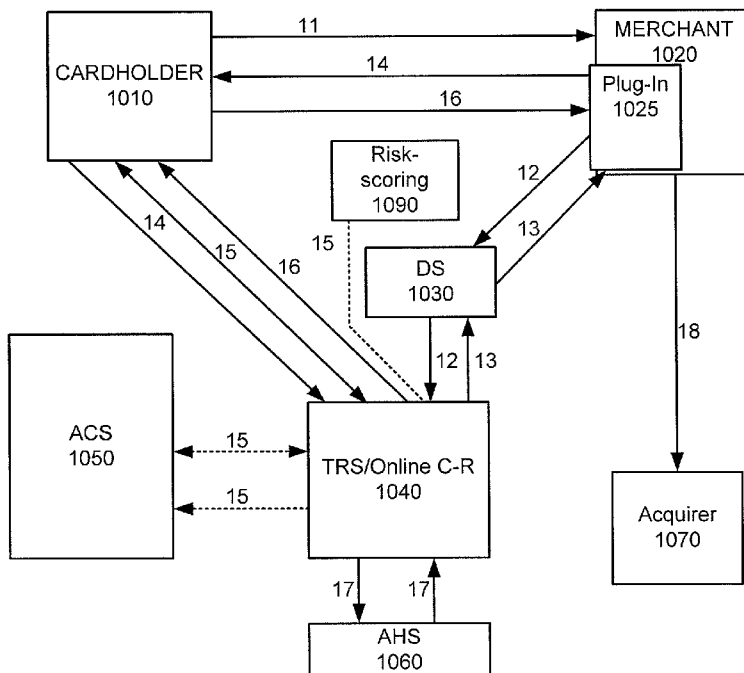 11
MERCHANT
1020
CARDHOLDER
1010
14
Plug-In
1025
16
Risk-
scoring
1090
12
13
14
15
16
15
DS
1030
18
12
13
ACS
1050
15
15
TRS/Online C-R
1040
Acquirer
1070
17
17
AHS
1060